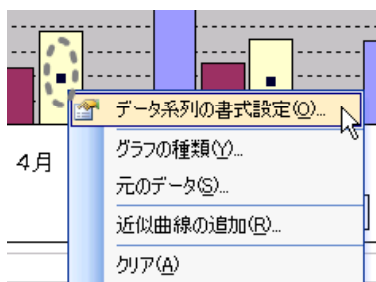 データ系列の書式設定(O)...
グラフの種類(Y)...
4月
元のデータ(S)...
近似曲線の追加(R)...
クリア(A)